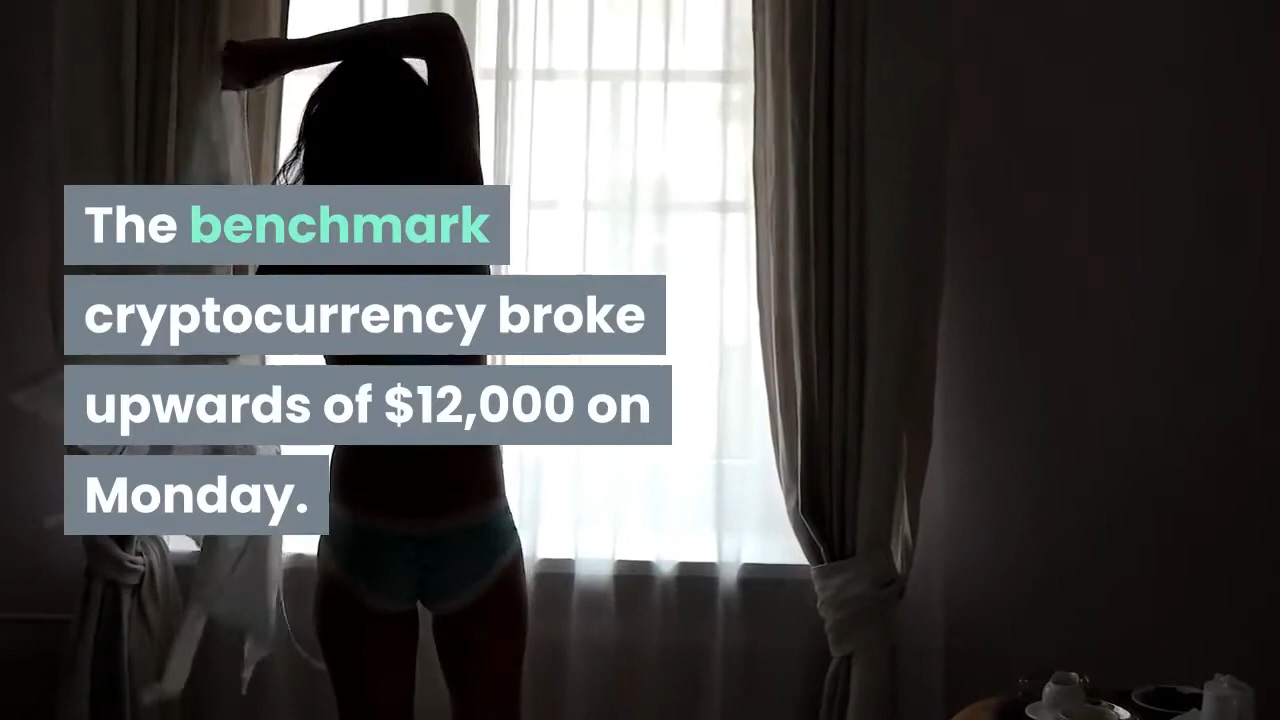 The benchmark
cryptocurrency broke
upwards of $12,000 on
Monday.